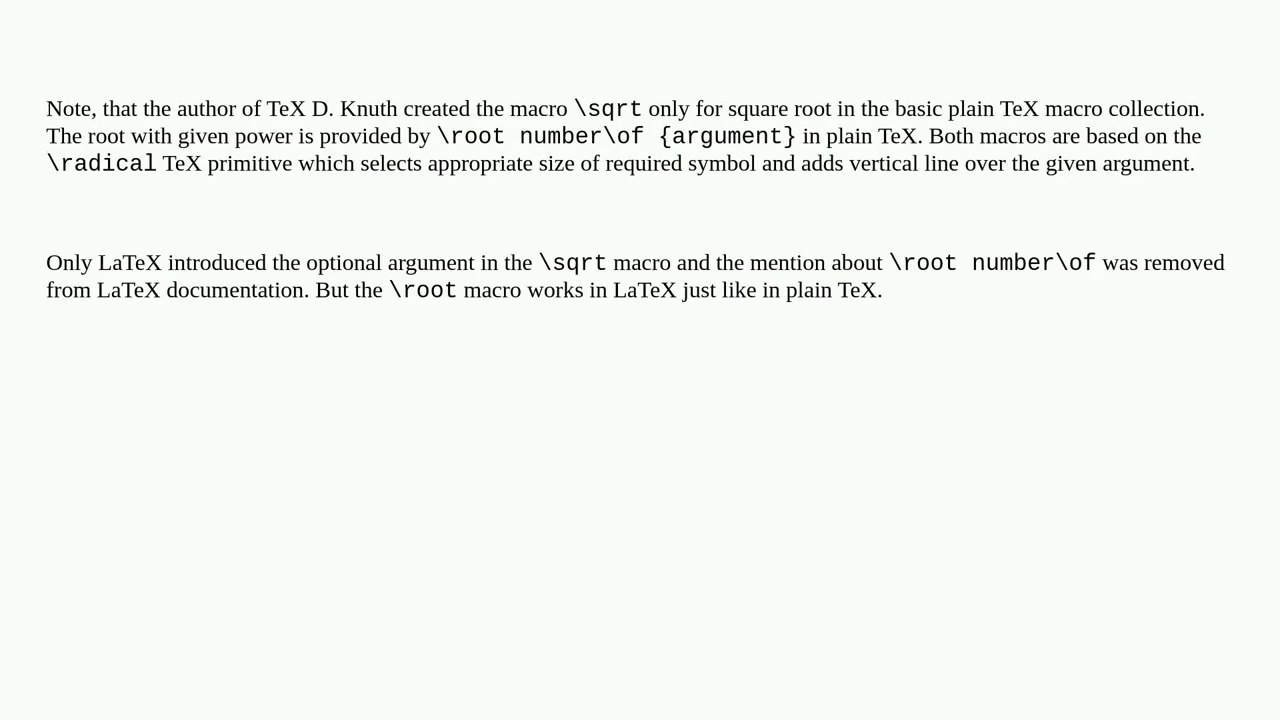 Note, that the author of TeX D. Knuth created the macro \sqrt only for square root in the basic plain TeX macro collection.
The root with given power is provided by \root number\of {argument} in plain TeX. Both macros are based on the
\radical TeX primitive which selects appropriate size of required symbol and adds vertical line over the given argument.
Only LaTeX introduced the optional argument in the \sqrt macro and the mention about \root number\of was removed
from LaTeX documentation. But the \root macro works in LaTeX just like in plain TeX.